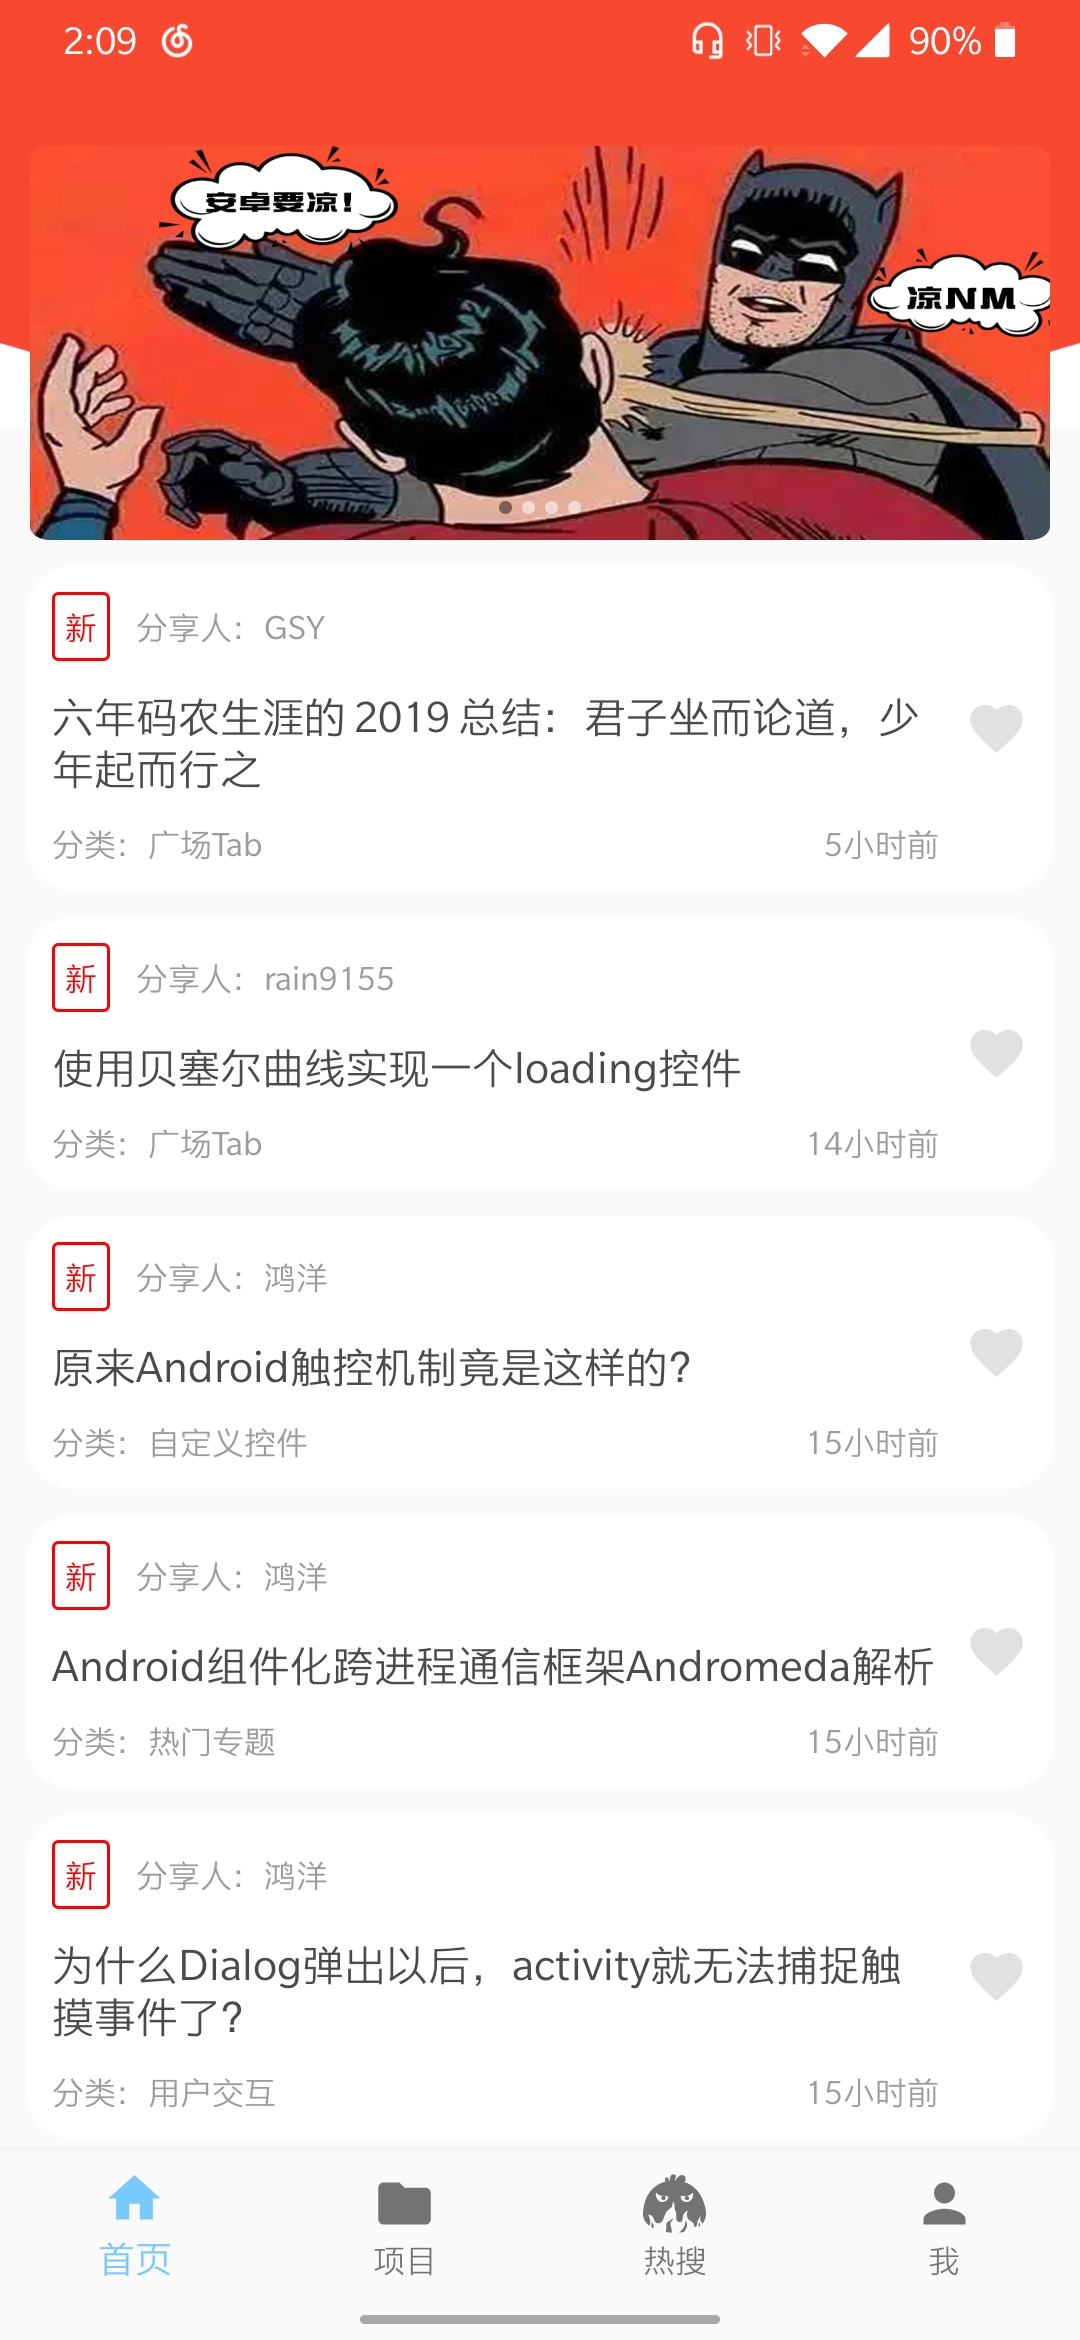 2:09
90%
安卓要凉!
凉NM
新 分享人：GSY
六年码农生涯的 2019 总结：君子坐而论道，少
年起而行之
分类：广场Tab 5小时前
新 分享人：rain9155
使用贝塞尔曲线实现一个loading控件
分类：广场Tab 14小时前
新 分享人：鸿洋
原来Android触控机制竟是这样的?
分类：自定义控件 15小时前
新 分享人：鸿洋
Android组件化跨进程通信框架Andromeda解析
分类：热门专题 15小时前
新 分享人：鸿洋
为什么Dialog弹出以后，activity就无法捕捉触
摸事件了?
分类：用户交互 15小时前
首页 项目 热搜 我